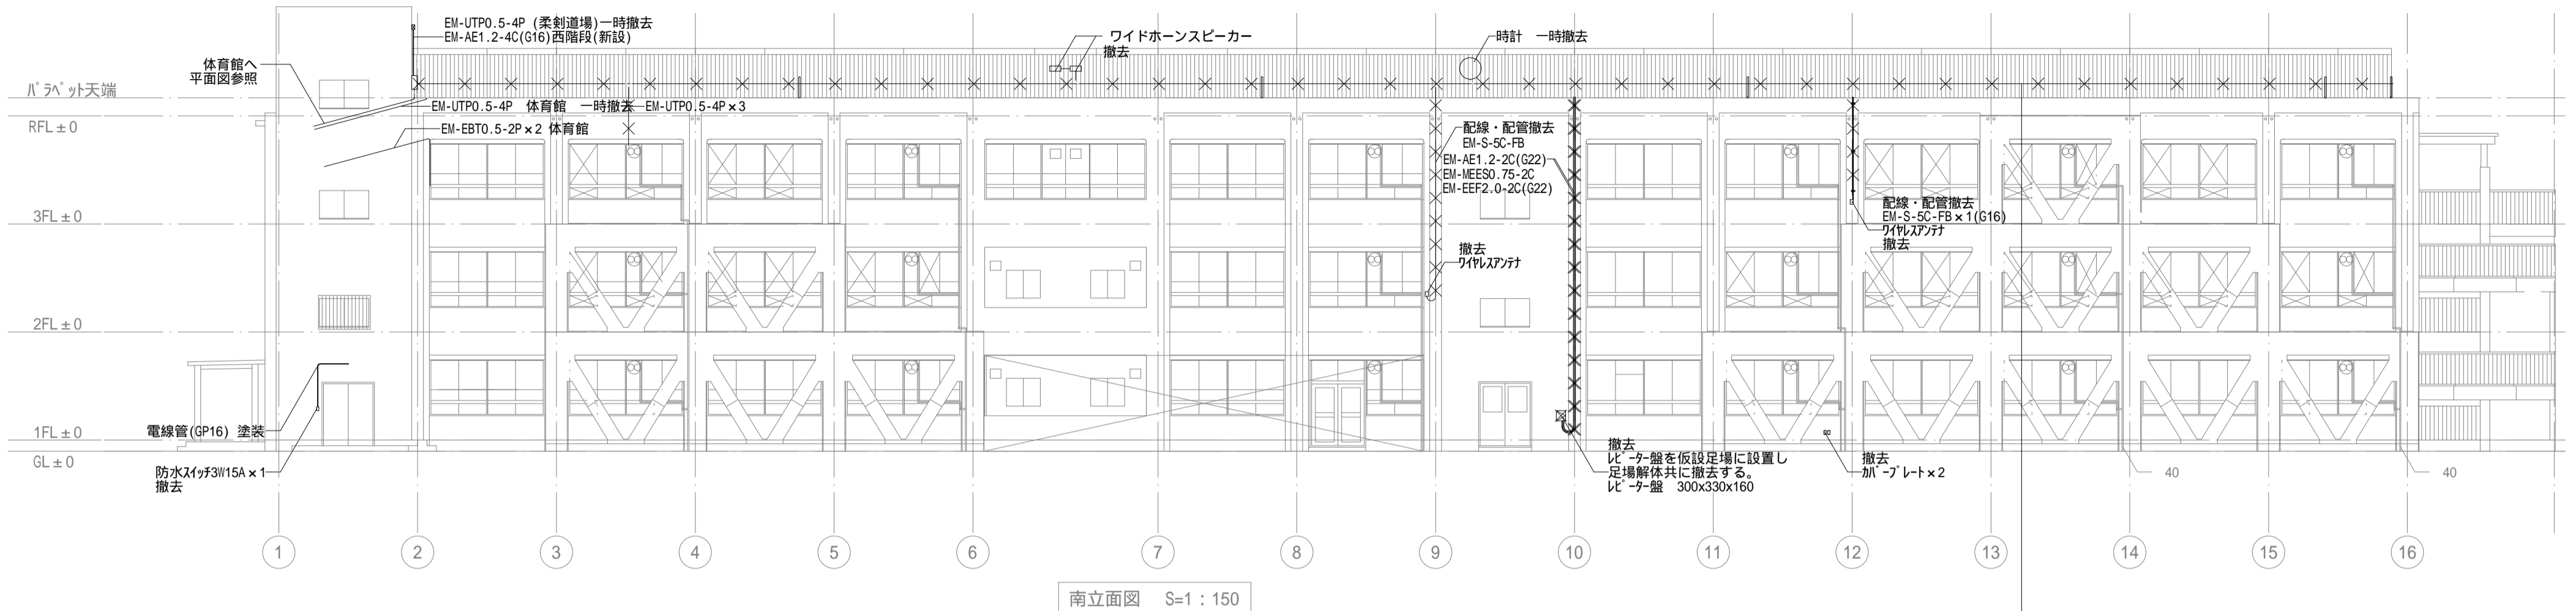 EM-UTP0.5-4P (柔剣道場)一時撤去
EM-AE1.2-4C(G16)西階段(新設)
体育館へ
平面図参照
ワイドホーンスピーカー
撤去
時計 一時撤去
パラペット天端
EM-UTP0.5-4P 体育館 一時撤去
EM-UTP0.5-4P×3
RFL±0
EM-EBT0.5-2P×2 体育館
配線・配管撤去
EM-S-5C-FB
EM-AE1.2-2C(G22)
EM-MEES0.75-2C
EM-EEF2.0-2C(G22)
3FL±0
配線・配管撤去
EM-S-5C-FB×1(G16)
ワイヤレスアンテナ
撤去
撤去
ワイヤレスアンテナ
2FL±0
1FL±0
電線管(GP16) 塗装
GL±0
防水スイッチ3W15A×1
撤去
撤去
レピーター盤を仮設足場に設置し
足場解体共に撤去する。
レピーター盤 300x330x160
撤去
カバープレート×2
40
40
1
2
3
4
5
6
7
8
9
10
11
12
13
14
15
16
南立面図 S=1：150